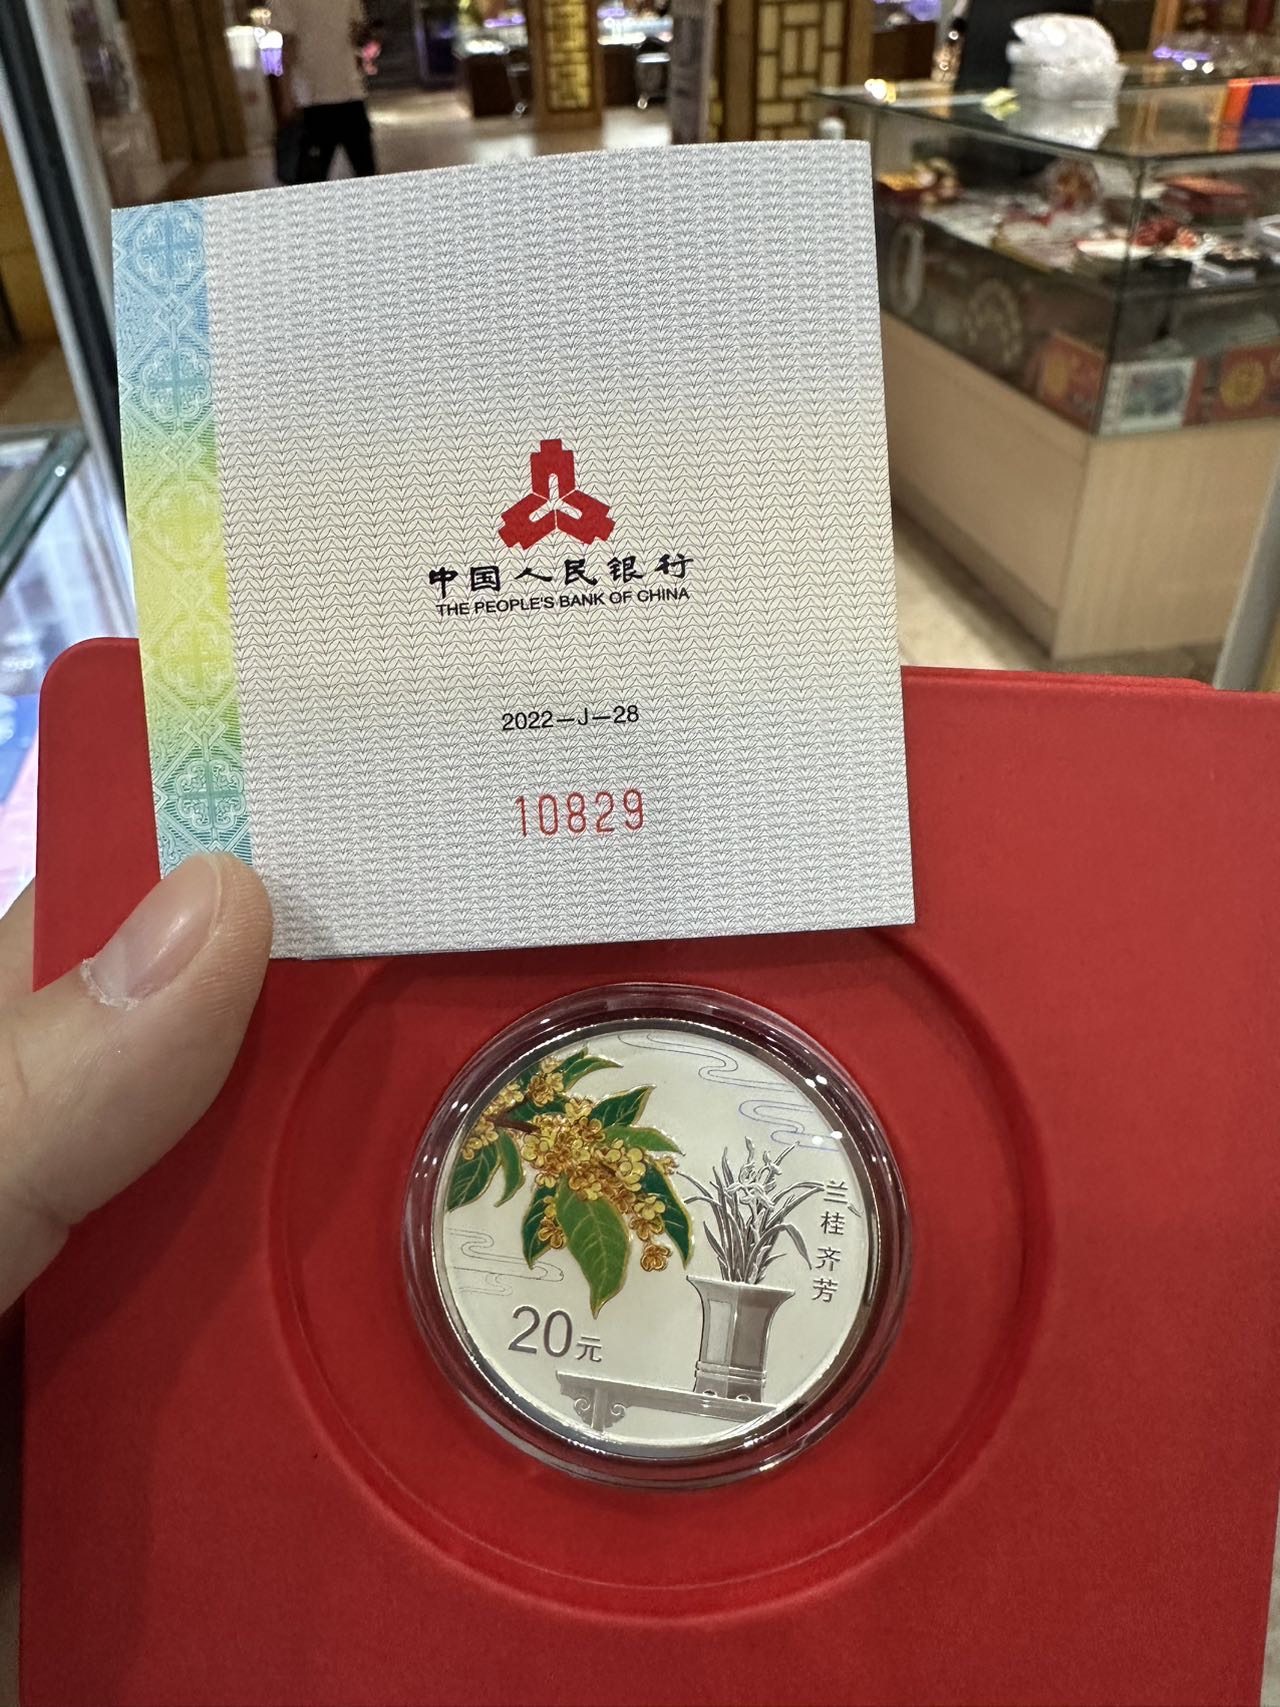 中国人民银行
THE PEOPLE'S BANK OF CHINA
2022—J—28
10829
兰桂齐芳
20元